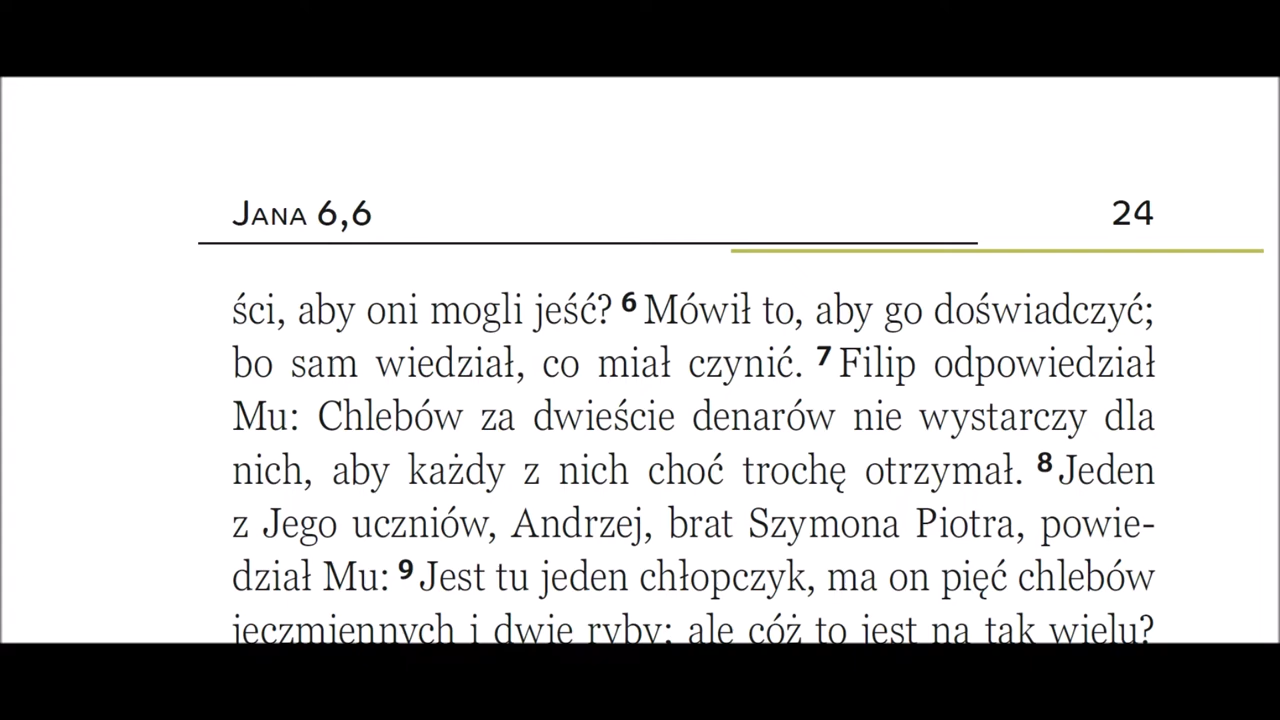 Jana 6,6 24
ści, aby oni mogli jeść? 6 Mówił to, aby go doświadczyć;
bo sam wiedział, co miał czynić. 7 Filip odpowiedział
Mu: Chlebów za dwieście denarów nie wystarczy dla
nich, aby każdy z nich choć trochę otrzymał. 8 Jeden
z Jego uczniów, Andrzej, brat Szymona Piotra, powie-
dział Mu: 9 Jest tu jeden chłopczyk, ma on pięć chlebów
jęczmiennych i dwie ryby; ale cóż to jest na tak wielu?